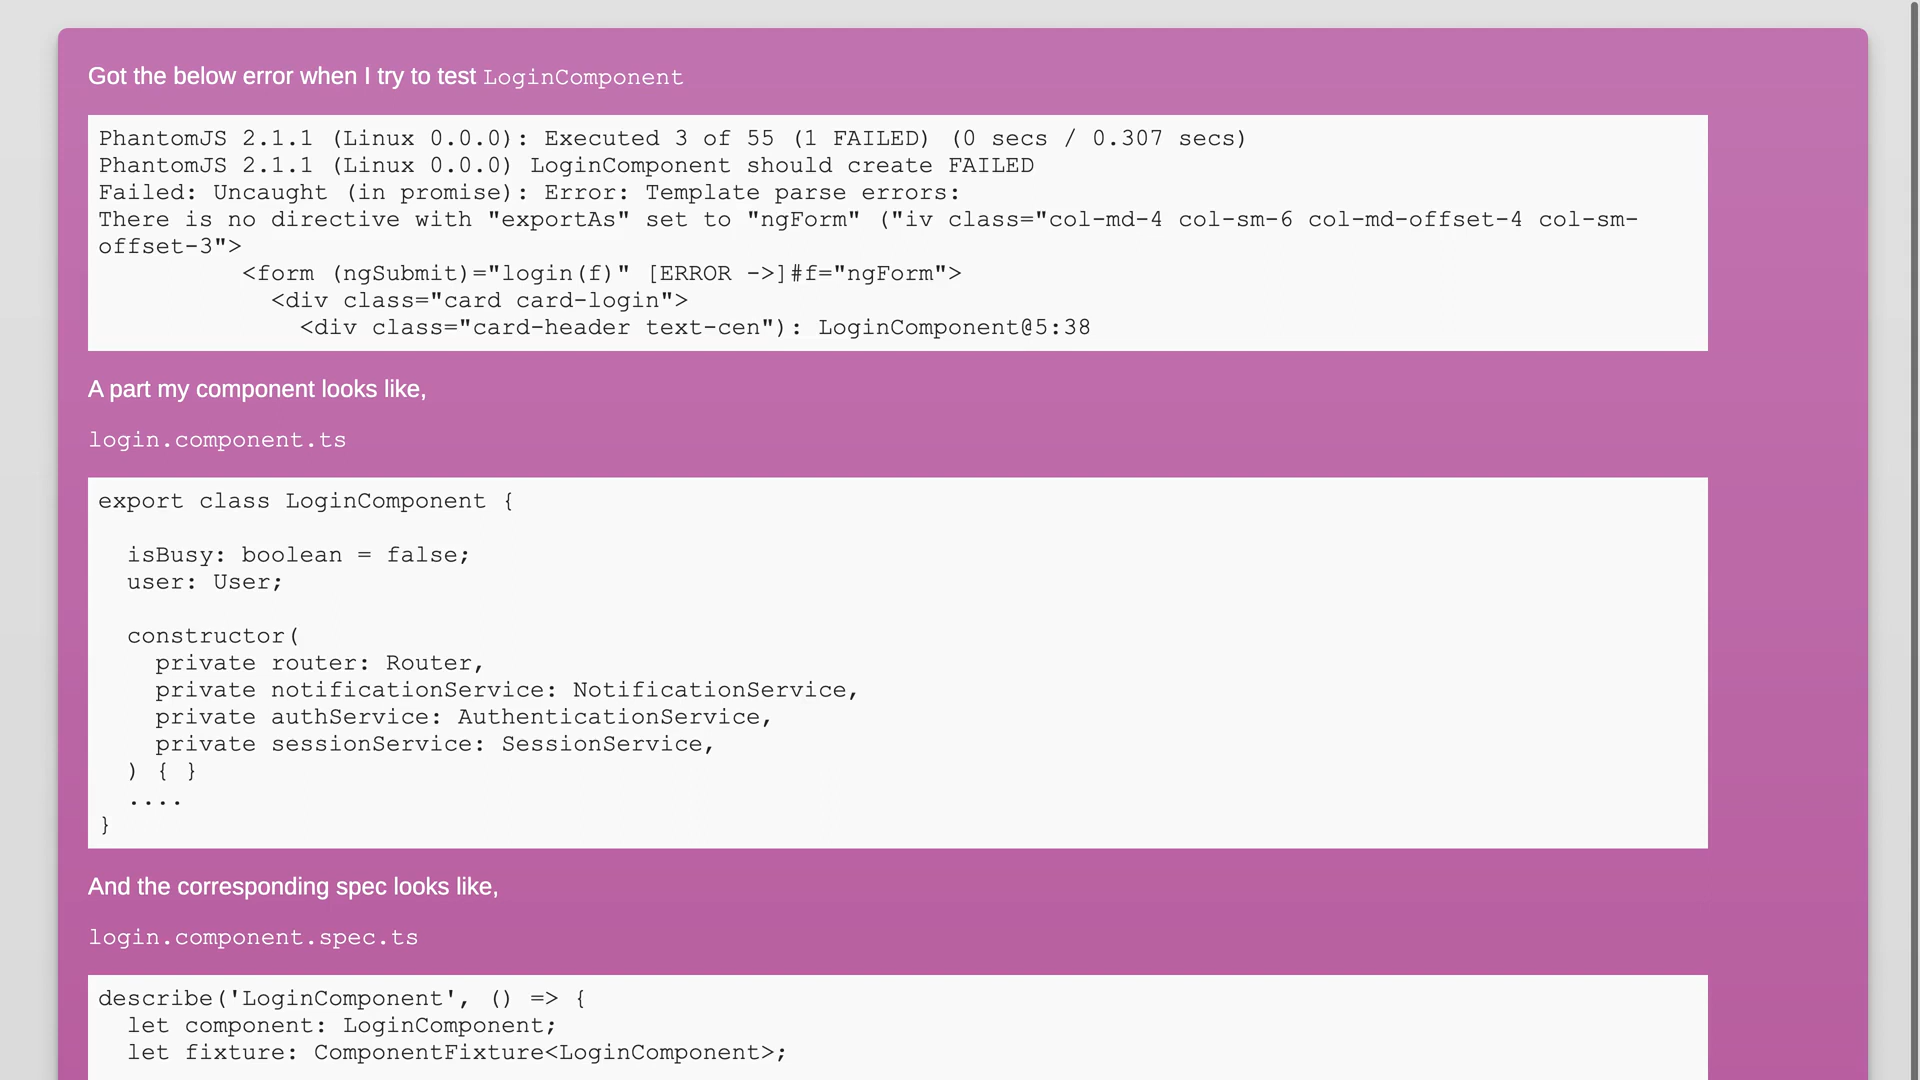 Got the below error when I try to test LoginComponent
PhantomJS 2.1.1 (Linux 0.0.0): Executed 3 of 55 (1 FAILED) (0 secs / 0.307 secs)
PhantomJS 2.1.1 (Linux 0.0.0) LoginComponent should create FAILED
Failed: Uncaught (in promise): Error: Template parse errors:
There is no directive with "exportAs" set to "ngForm" ("iv class="col-md-4 col-sm-6 col-md-offset-4 col-sm-
offset-3">
          <form (ngSubmit)="login(f)" [ERROR ->]#f="ngForm">
            <div class="card card-login">
              <div class="card-header text-cen"): LoginComponent@5:38
A part my component looks like,
login.component.ts
export class LoginComponent {
  isBusy: boolean = false;
  user: User;
  constructor(
    private router: Router,
    private notificationService: NotificationService,
    private authService: AuthenticationService,
    private sessionService: SessionService,
  ) { }
  ....
}
And the corresponding spec looks like,
login.component.spec.ts
describe('LoginComponent', () => {
  let component: LoginComponent;
  let fixture: ComponentFixture<LoginComponent>;